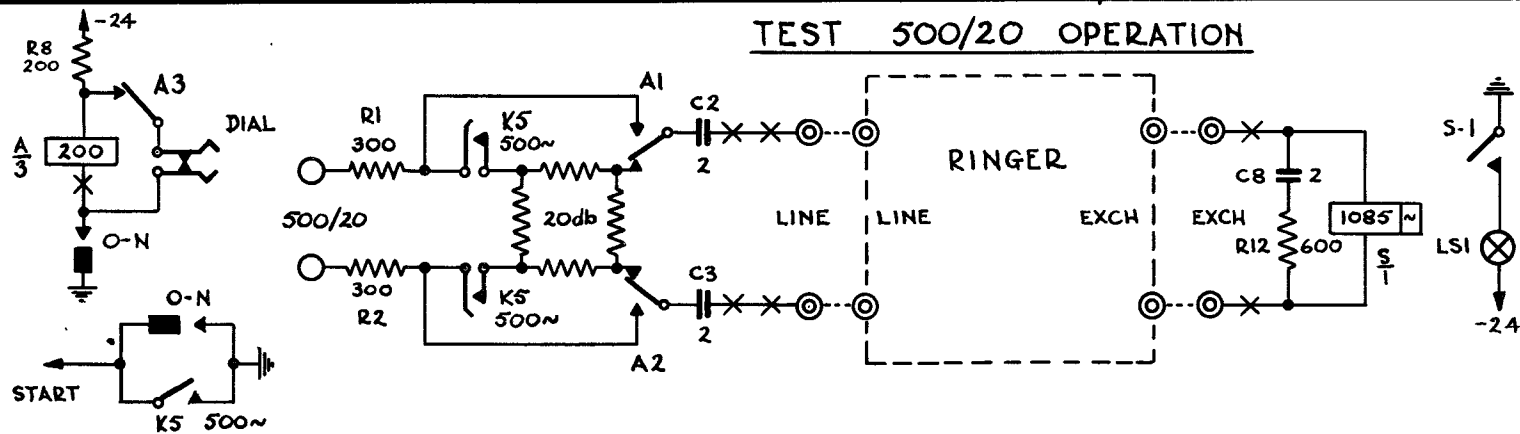 TEST 500/20 OPERATION
-24
R8
200
A3
DIAL
A
3
200
O-N
O-N
START
K5 500~
R1
300
K5
500~
500/20
20db
300
R2
K5
500~
A1
A2
C2
2
C3
2
LINE
LINE
RINGER
EXCH
EXCH
C8 2
R12 600
1085 ~
S
1
S-1
LS1
-24